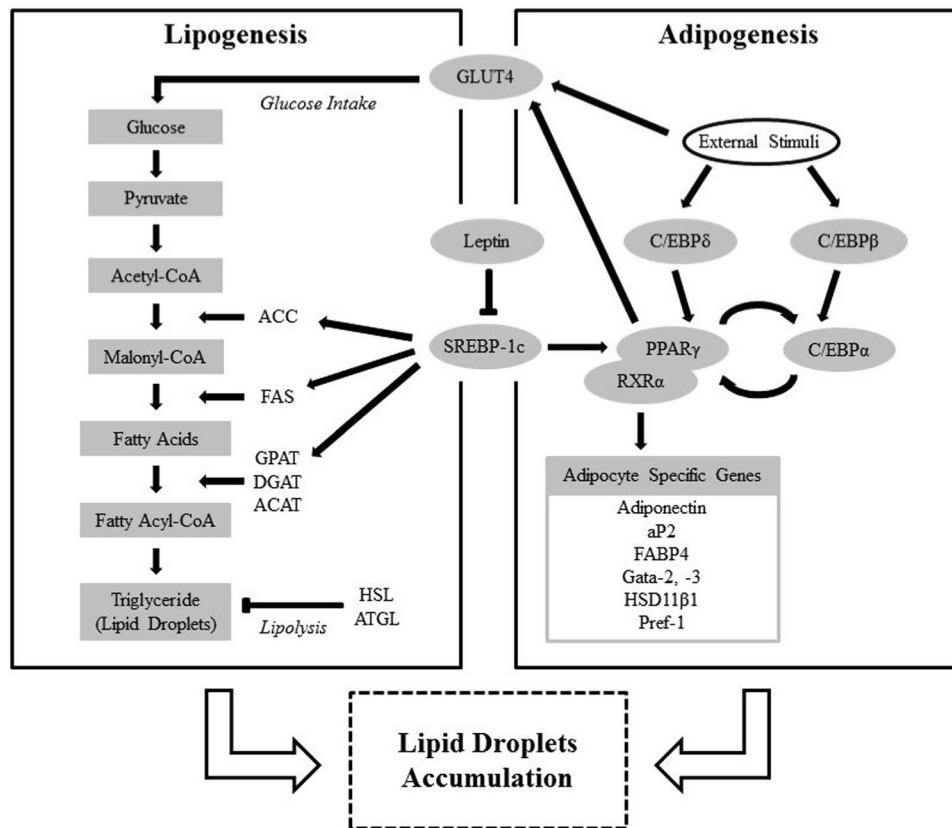 Lipogenesis
GLUT4
Glucose Intake
Glucose
Pyruvate
Leptin
Acetyl-CoA
ACC
SREBP-1c
Malonyl-CoA
FAS
Fatty Acids
GPAT
DGAT
ACAT
Fatty Acyl-CoA
Triglyceride
(Lipid Droplets)
HSL
ATGL
Lipolysis
Adipogenesis
External Stimuli
C/EBPδ
C/EBPβ
PPARγ
C/EBPα
RXRα
Adipocyte Specific Genes
Adiponectin
aP2
FABP4
Gata-2, -3
HSD11β1
Pref-1
Lipid Droplets
Accumulation